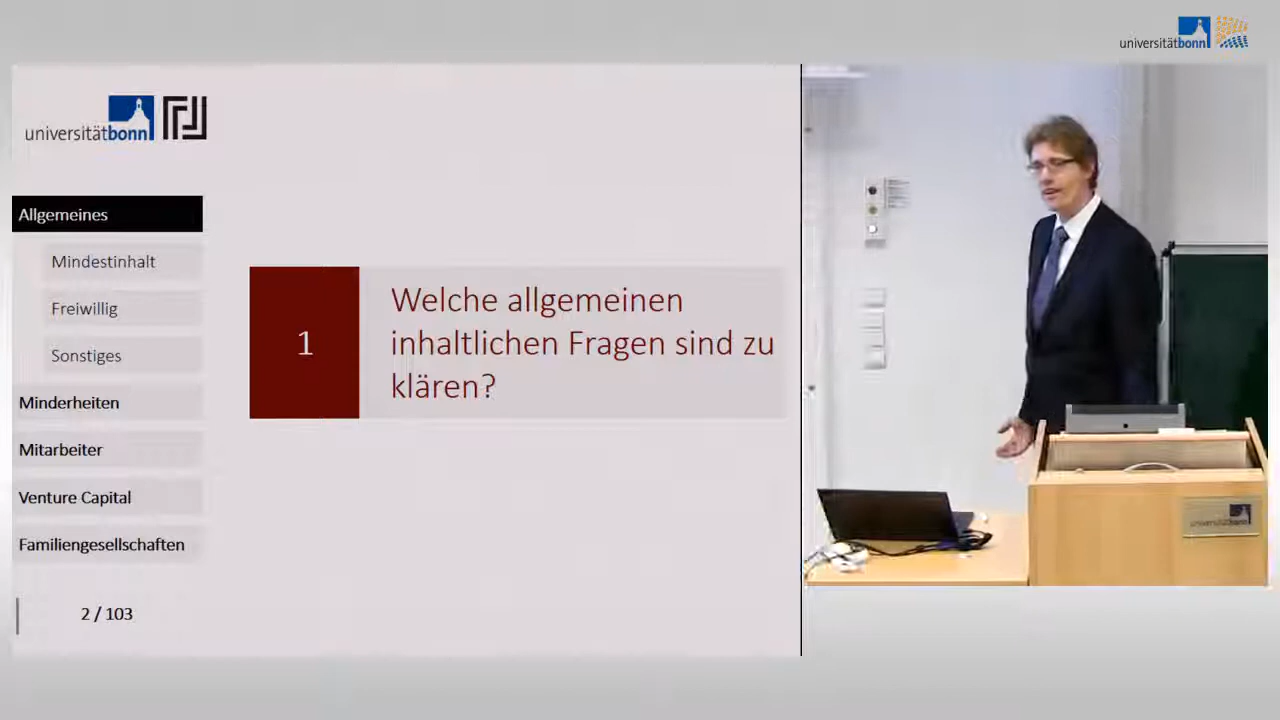 universitätbonn
universitätbonn
Allgemeines
Mindestinhalt
Freiwillig
Sonstiges
Minderheiten
Mitarbeiter
Venture Capital
Familiengesellschaften
2 / 103
1
Welche allgemeinen
inhaltlichen Fragen sind zu
klären?
universitätbonn